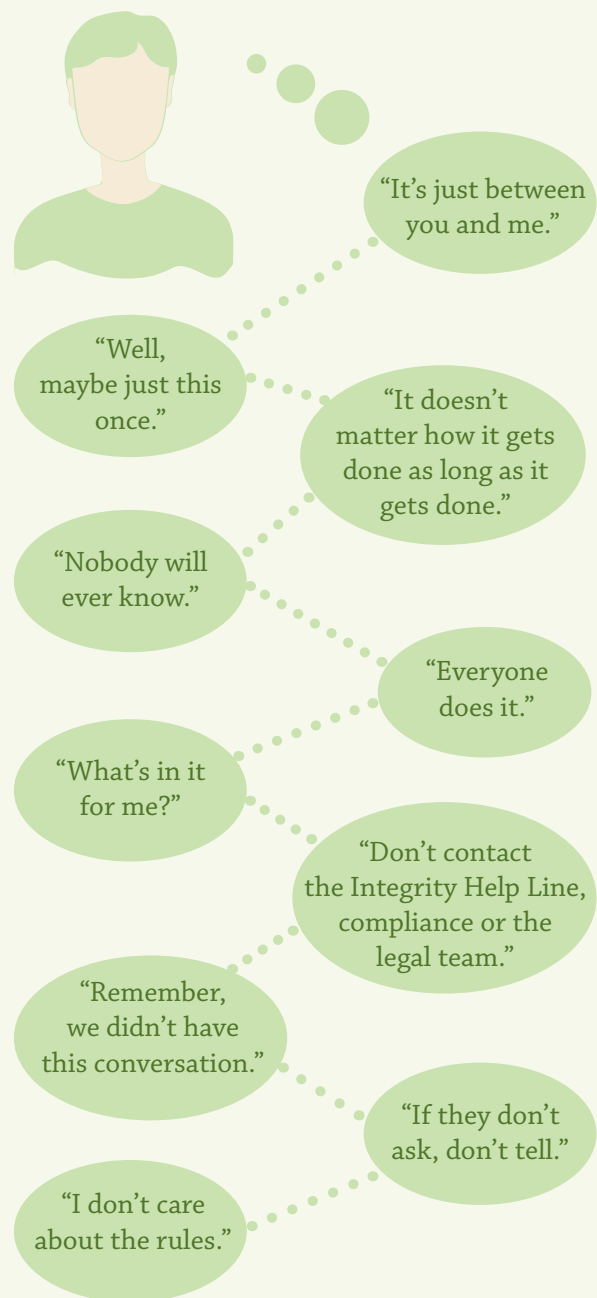 “It’s just between
you and me.”
“Well,
maybe just this
once.”
“It doesn’t
matter how it gets
done as long as it
gets done.”
“Nobody will
ever know.”
“Everyone
does it.”
“What’s in it
for me?”
“Don’t contact
the Integrity Help Line,
compliance or the
legal team.”
“Remember,
we didn’t have
this conversation.”
“If they don’t
ask, don’t tell.”
“I don’t care
about the rules.”